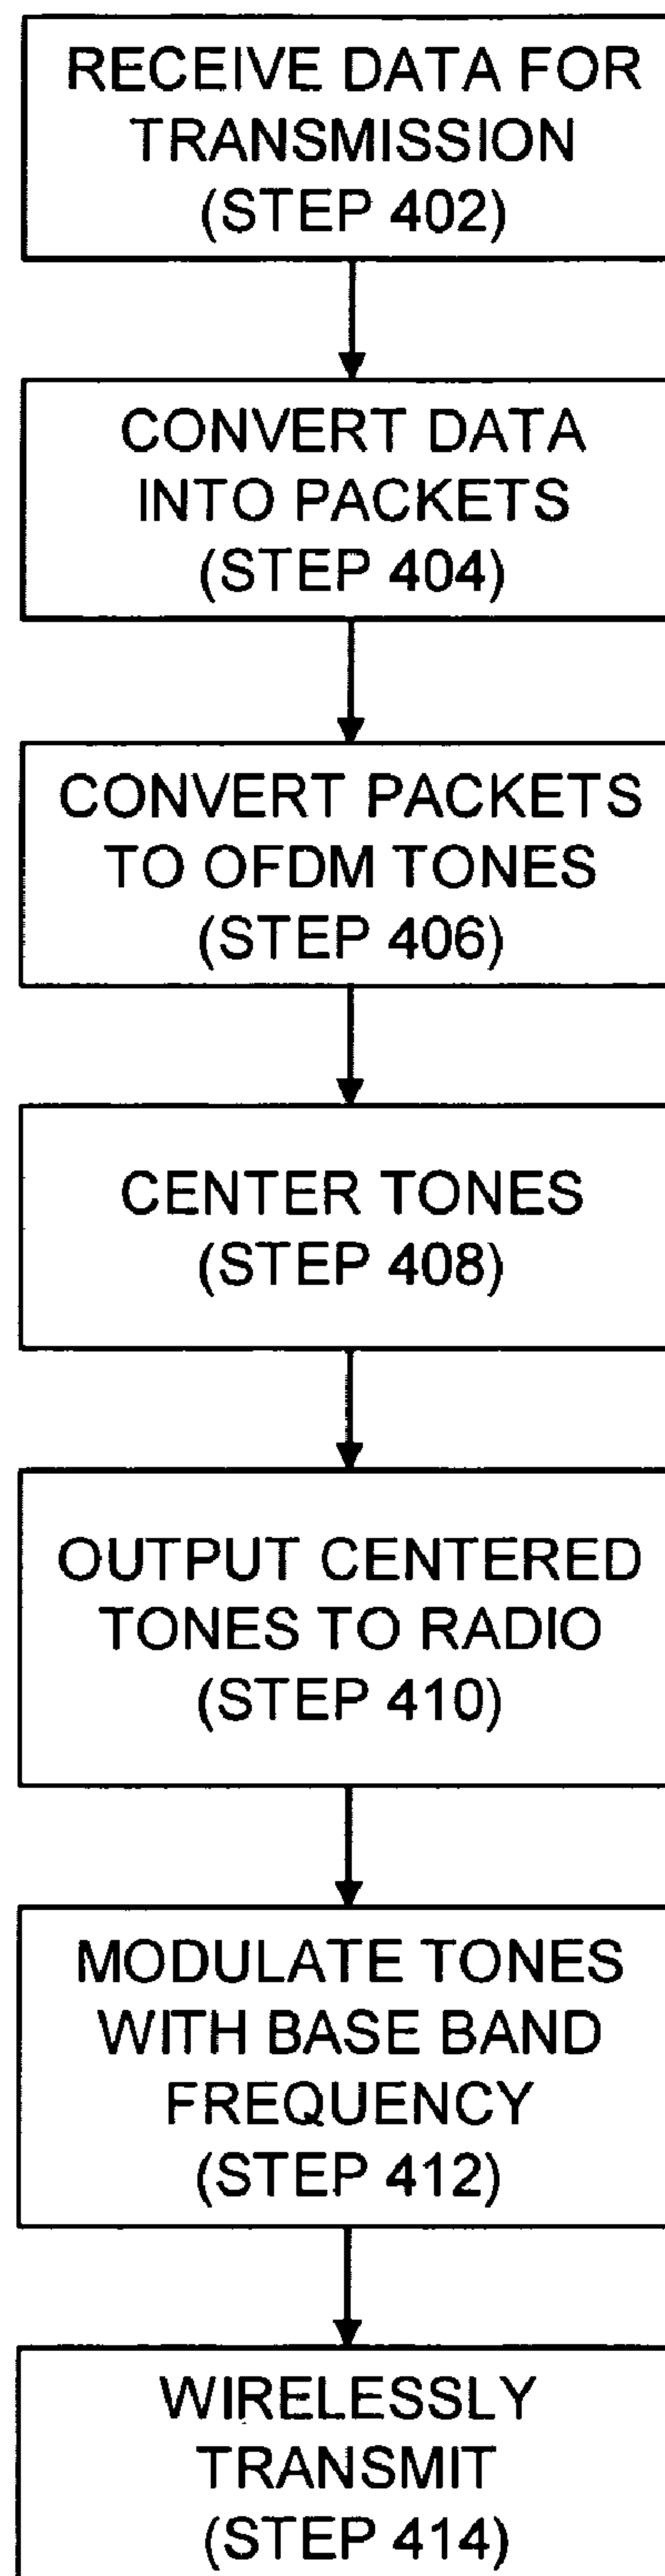 RECEIVE DATA FOR
TRANSMISSION
(STEP 402)
CONVERT DATA
INTO PACKETS
(STEP 404)
CONVERT PACKETS
TO OFDM TONES
(STEP 406)
CENTER TONES
(STEP 408)
OUTPUT CENTERED
TONES TO RADIO
(STEP 410)
MODULATE TONES
WITH BASE BAND
FREQUENCY
(STEP 412)
WIRELESSLY
TRANSMIT
(STEP 414)